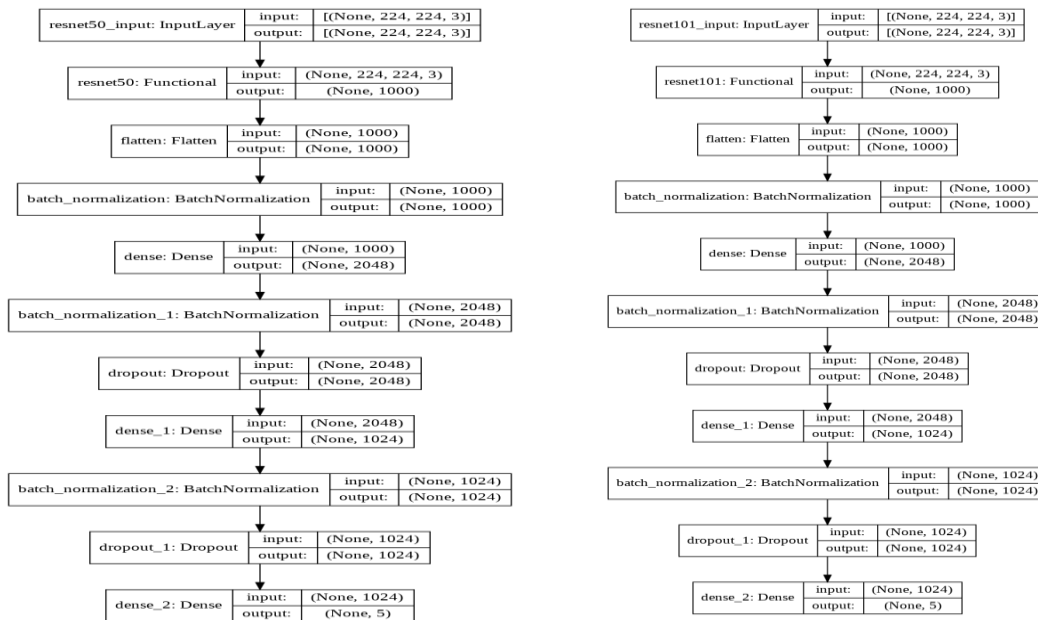 resnet50_input: InputLayer
input: [(None, 224, 224, 3)]
output: [(None, 224, 224, 3)]
resnet50: Functional
input: (None, 224, 224, 3)
output: (None, 1000)
flatten: Flatten
input: (None, 1000)
output: (None, 1000)
batch_normalization: BatchNormalization
input: (None, 1000)
output: (None, 1000)
dense: Dense
input: (None, 1000)
output: (None, 2048)
batch_normalization_1: BatchNormalization
input: (None, 2048)
output: (None, 2048)
dropout: Dropout
input: (None, 2048)
output: (None, 2048)
dense_1: Dense
input: (None, 2048)
output: (None, 1024)
batch_normalization_2: BatchNormalization
input: (None, 1024)
output: (None, 1024)
dropout_1: Dropout
input: (None, 1024)
output: (None, 1024)
dense_2: Dense
input: (None, 1024)
output: (None, 5)
resnet101_input: InputLayer
input: [(None, 224, 224, 3)]
output: [(None, 224, 224, 3)]
resnet101: Functional
input: (None, 224, 224, 3)
output: (None, 1000)
flatten: Flatten
input: (None, 1000)
output: (None, 1000)
batch_normalization: BatchNormalization
input: (None, 1000)
output: (None, 1000)
dense: Dense
input: (None, 1000)
output: (None, 2048)
batch_normalization_1: BatchNormalization
input: (None, 2048)
output: (None, 2048)
dropout: Dropout
input: (None, 2048)
output: (None, 2048)
dense_1: Dense
input: (None, 2048)
output: (None, 1024)
batch_normalization_2: BatchNormalization
input: (None, 1024)
output: (None, 1024)
dropout_1: Dropout
input: (None, 1024)
output: (None, 1024)
dense_2: Dense
input: (None, 1024)
output: (None, 5)